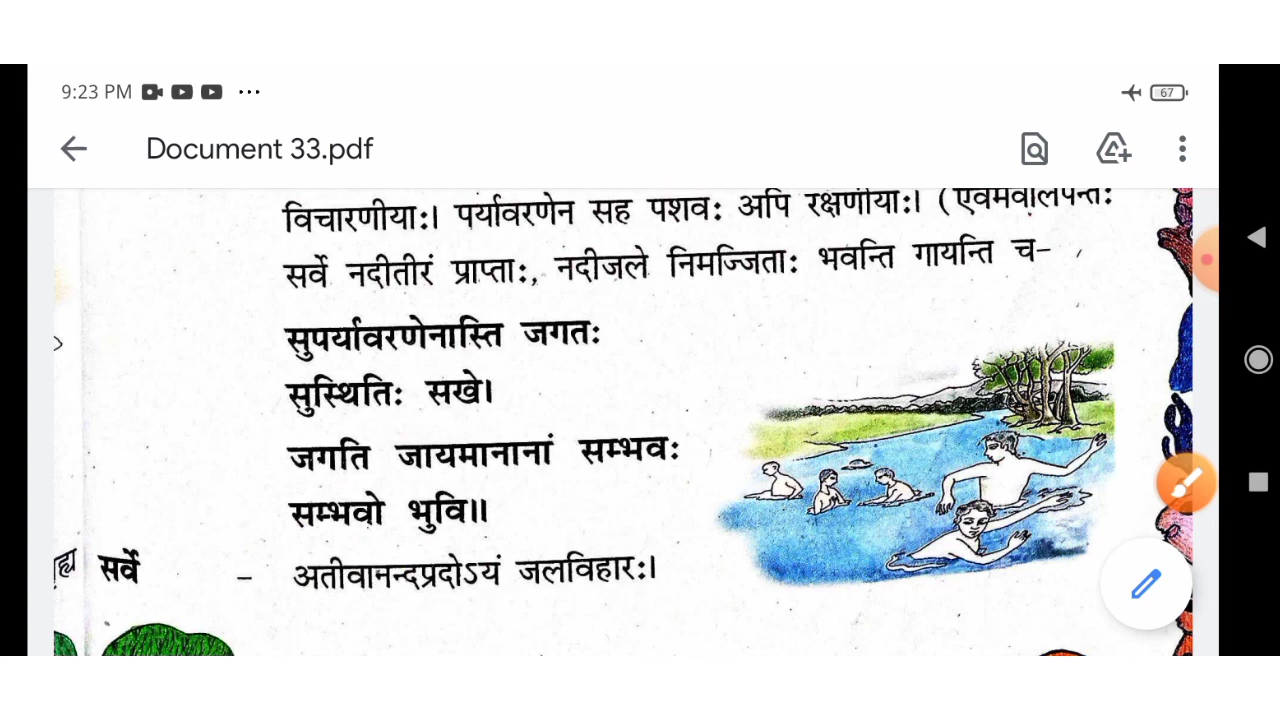 9:23 PM ...
67
Document 33.pdf
विचारणीयाः। पर्यावरणेन सह पशवः अपि रक्षणीयाः। (एवमेवालपन्तः
सर्वे नदीतीरं प्राप्ताः, नदीजले निमज्जिताः भवन्ति गायन्ति च-
सुपर्यावरणेनास्ति जगतः
सुस्थितिः सखे।
जगति जायमानानां सम्भवः
सम्भवो भुवि॥
सर्वे – अतीवानन्दप्रदोऽयं जलविहारः।